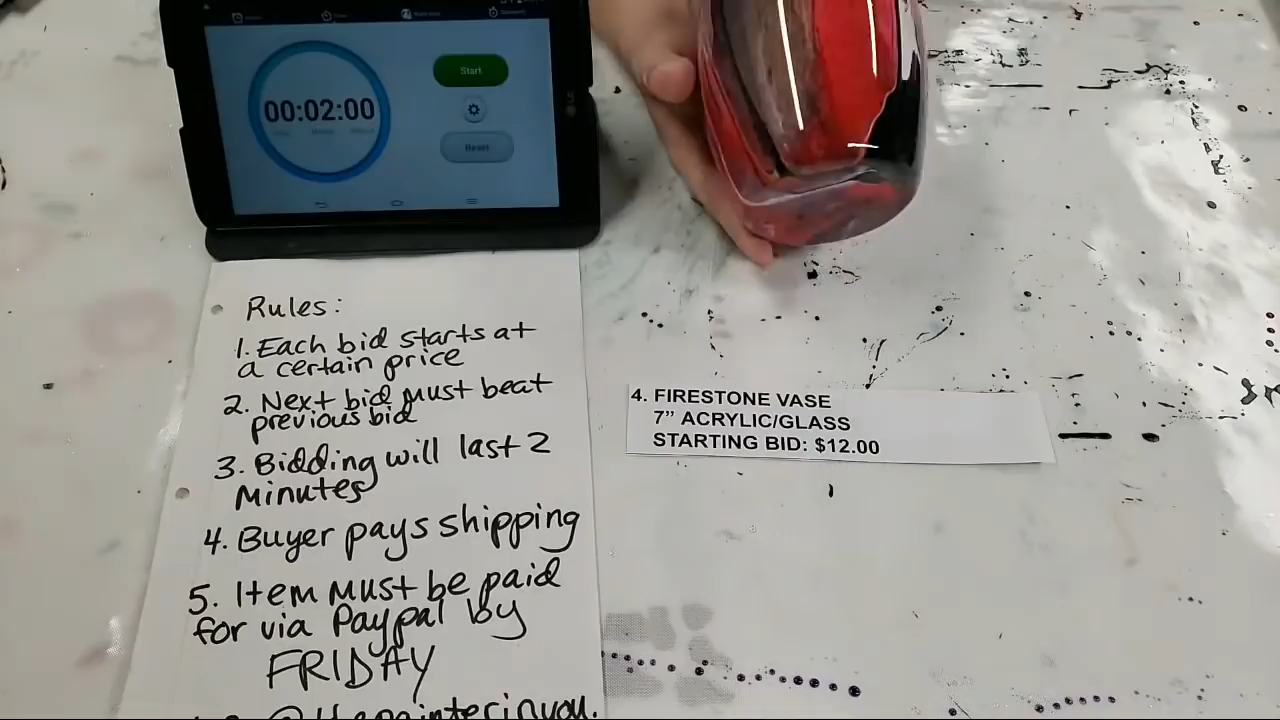 00:02:00
Start
Reset
LG
Rules:
1. Each bid starts at
a certain price
2. Next bid must beat
previous bid
3. Bidding will last 2
minutes
4. Buyer pays shipping
5. Item must be paid
for via Paypal by
FRIDAY
4. FIRESTONE VASE
7” ACRYLIC/GLASS
STARTING BID: $12.00